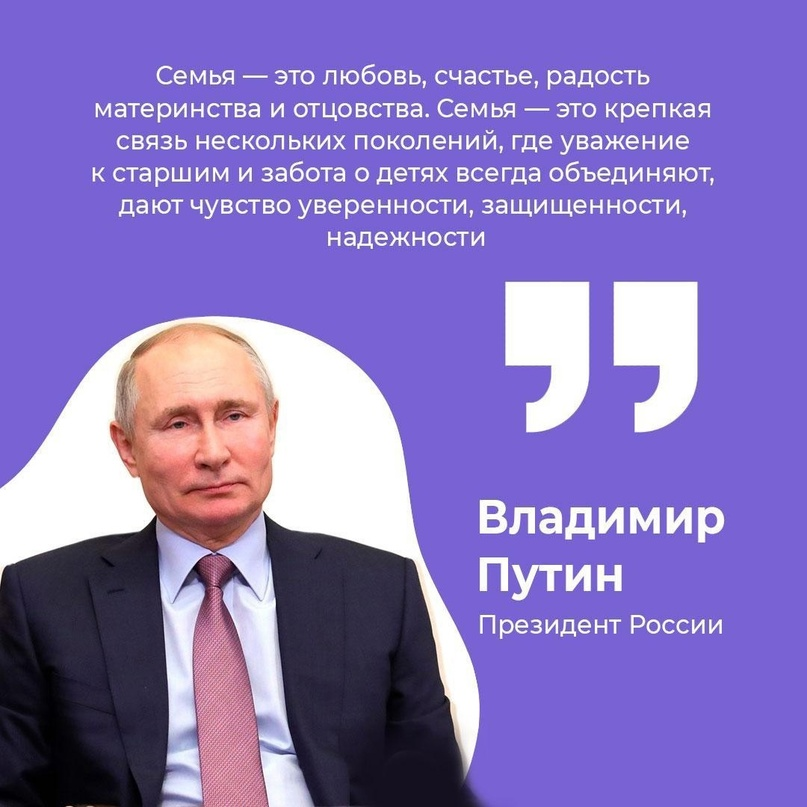 Семья — это любовь, счастье, радость
материнства и отцовства. Семья — это крепкая
связь нескольких поколений, где уважение
к старшим и забота о детях всегда объединяют,
дают чувство уверенности, защищенности,
надежности
Владимир
Путин
Президент России